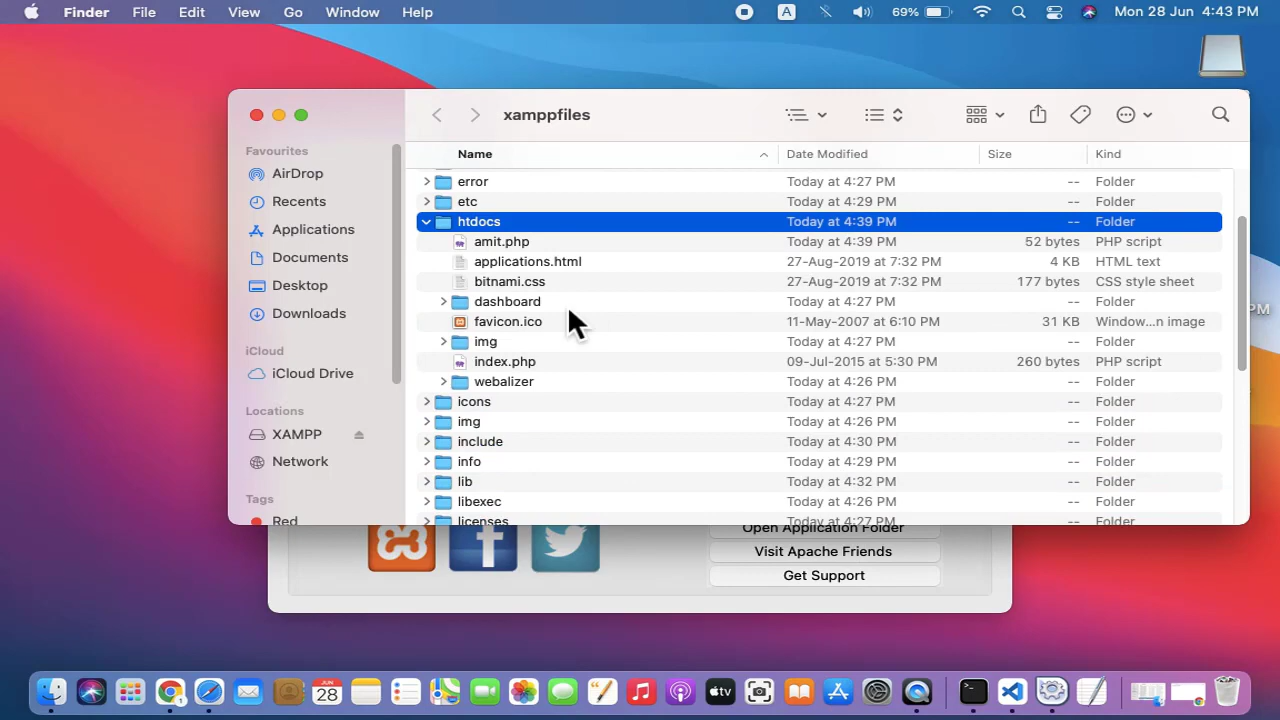 Finder File Edit View Go Window Help A 69% Mon 28 Jun 4:43 PM
xamppfiles
Favourites
AirDrop
Recents
Applications
Documents
Desktop
Downloads
iCloud
iCloud Drive
Locations
XAMPP
Network
Tags
Red
Name Date Modified Size Kind
error Today at 4:27 PM -- Folder
etc Today at 4:29 PM -- Folder
htdocs Today at 4:39 PM -- Folder
amit.php Today at 4:39 PM 52 bytes PHP script
applications.html 27-Aug-2019 at 7:32 PM 4 KB HTML text
bitnami.css 27-Aug-2019 at 7:32 PM 177 bytes CSS style sheet
dashboard Today at 4:27 PM -- Folder
favicon.ico 11-May-2007 at 6:10 PM 31 KB Window...n image
img Today at 4:27 PM -- Folder
index.php 09-Jul-2015 at 5:30 PM 260 bytes PHP script
webalizer Today at 4:26 PM -- Folder
icons Today at 4:27 PM -- Folder
img Today at 4:26 PM -- Folder
include Today at 4:30 PM -- Folder
info Today at 4:29 PM -- Folder
lib Today at 4:32 PM -- Folder
libexec Today at 4:26 PM -- Folder
licenses Today at 4:27 PM -- Folder
PM
Open Application Folder
Visit Apache Friends
Get Support
JUN
28
tv